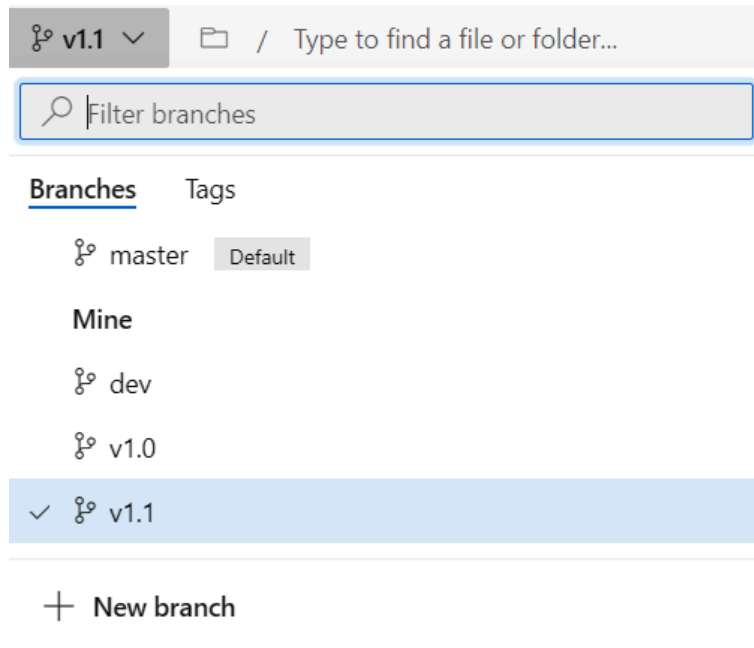 v1.1 / Type to find a file or folder...
Filter branches
Branches Tags
master Default
Mine
dev
v1.0
v1.1
New branch